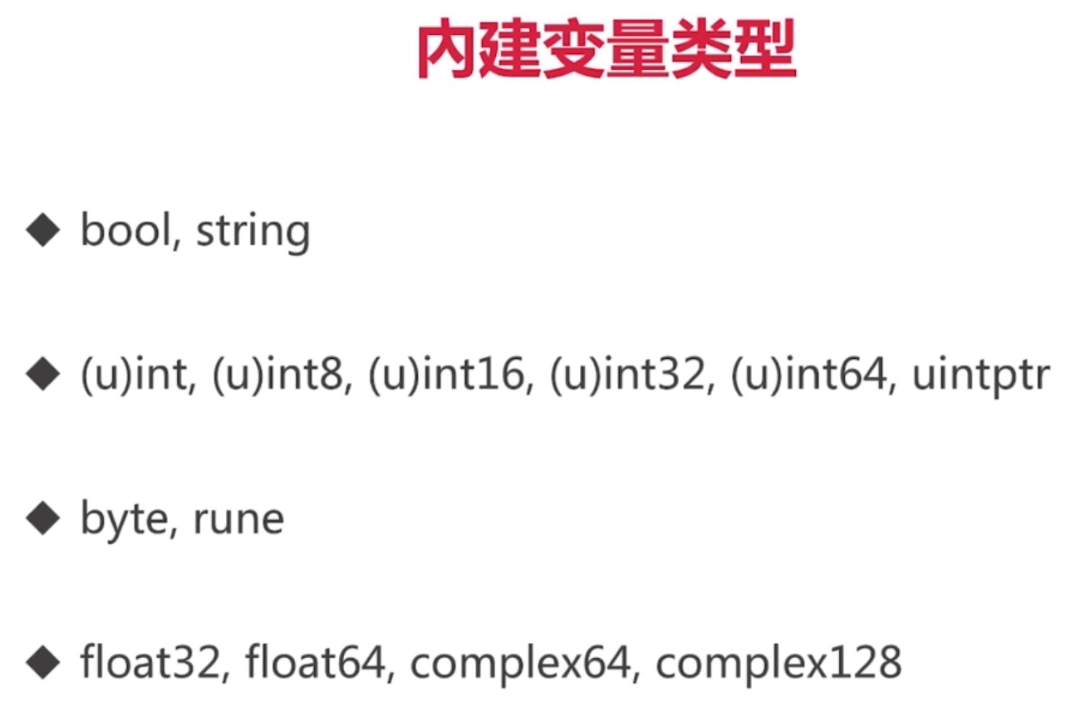 内建变量类型
◆ bool, string
◆ (u)int, (u)int8, (u)int16, (u)int32, (u)int64, uintptr
◆ byte, rune
◆ float32, float64, complex64, complex128